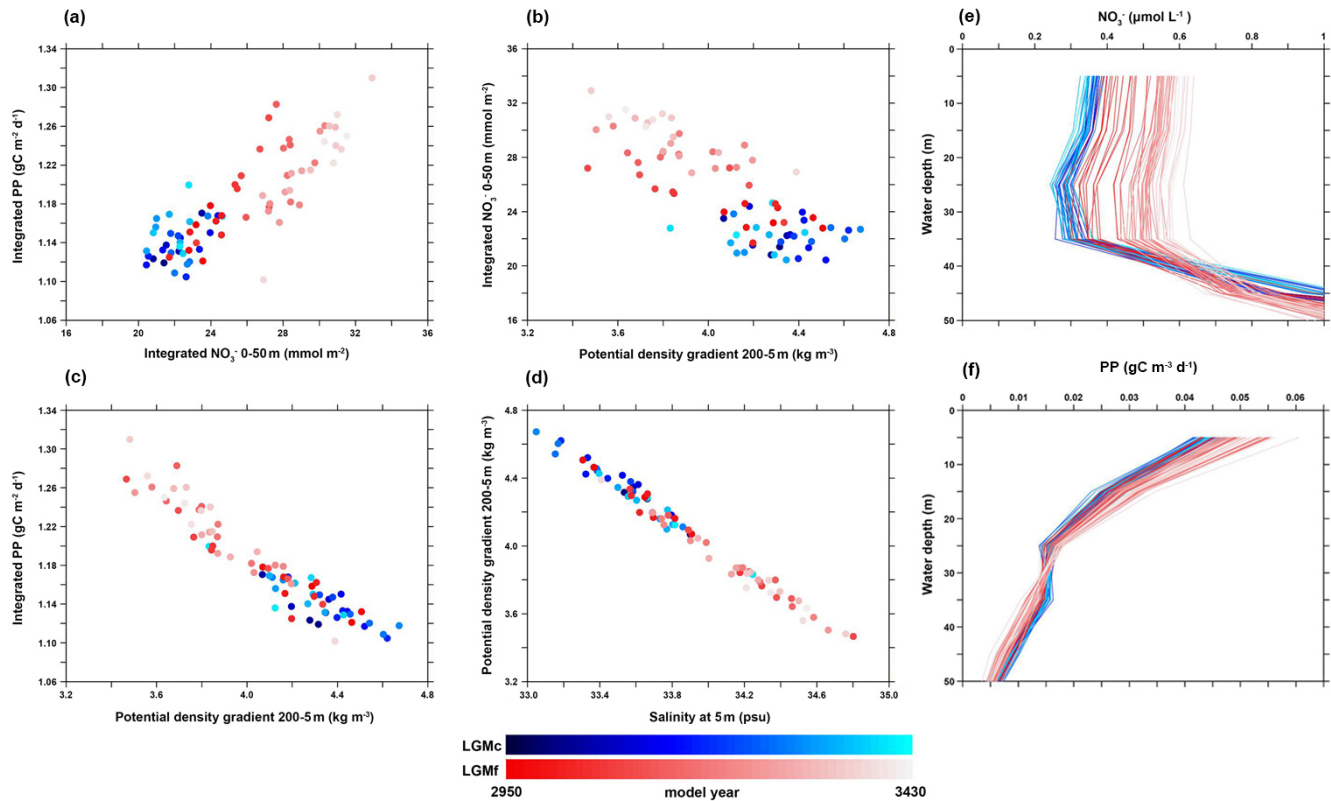 (a)
1.34
1.30
1.26
1.22
1.18
1.14
1.10
1.06
Integrated PP (gC m⁻² d⁻¹)
16 20 24 28 32 36
Integrated NO₃⁻ 0-50 m (mmol m⁻²)
(b)
36
32
28
24
20
16
Integrated NO₃⁻ 0-50 m (mmol m⁻²)
3.2 3.6 4.0 4.4 4.8
Potential density gradient 200-5 m (kg m⁻³)
(e)
NO₃⁻ (µmol L⁻¹)
0 0.2 0.4 0.6 0.8 1
0
10
20
30
40
50
Water depth (m)
(c)
1.34
1.30
1.26
1.22
1.18
1.14
1.10
1.06
Integrated PP (gC m⁻² d⁻¹)
3.2 3.6 4.0 4.4 4.8
Potential density gradient 200-5 m (kg m⁻³)
(d)
4.8
4.4
4.0
3.6
3.2
Potential density gradient 200-5 m (kg m⁻³)
33.0 33.4 33.8 34.2 34.6 35.0
Salinity at 5 m (psu)
(f)
PP (gC m⁻³ d⁻¹)
0 0.01 0.02 0.03 0.04 0.05 0.06
0
10
20
30
40
50
Water depth (m)
LGMc
LGMf
2950 model year 3430